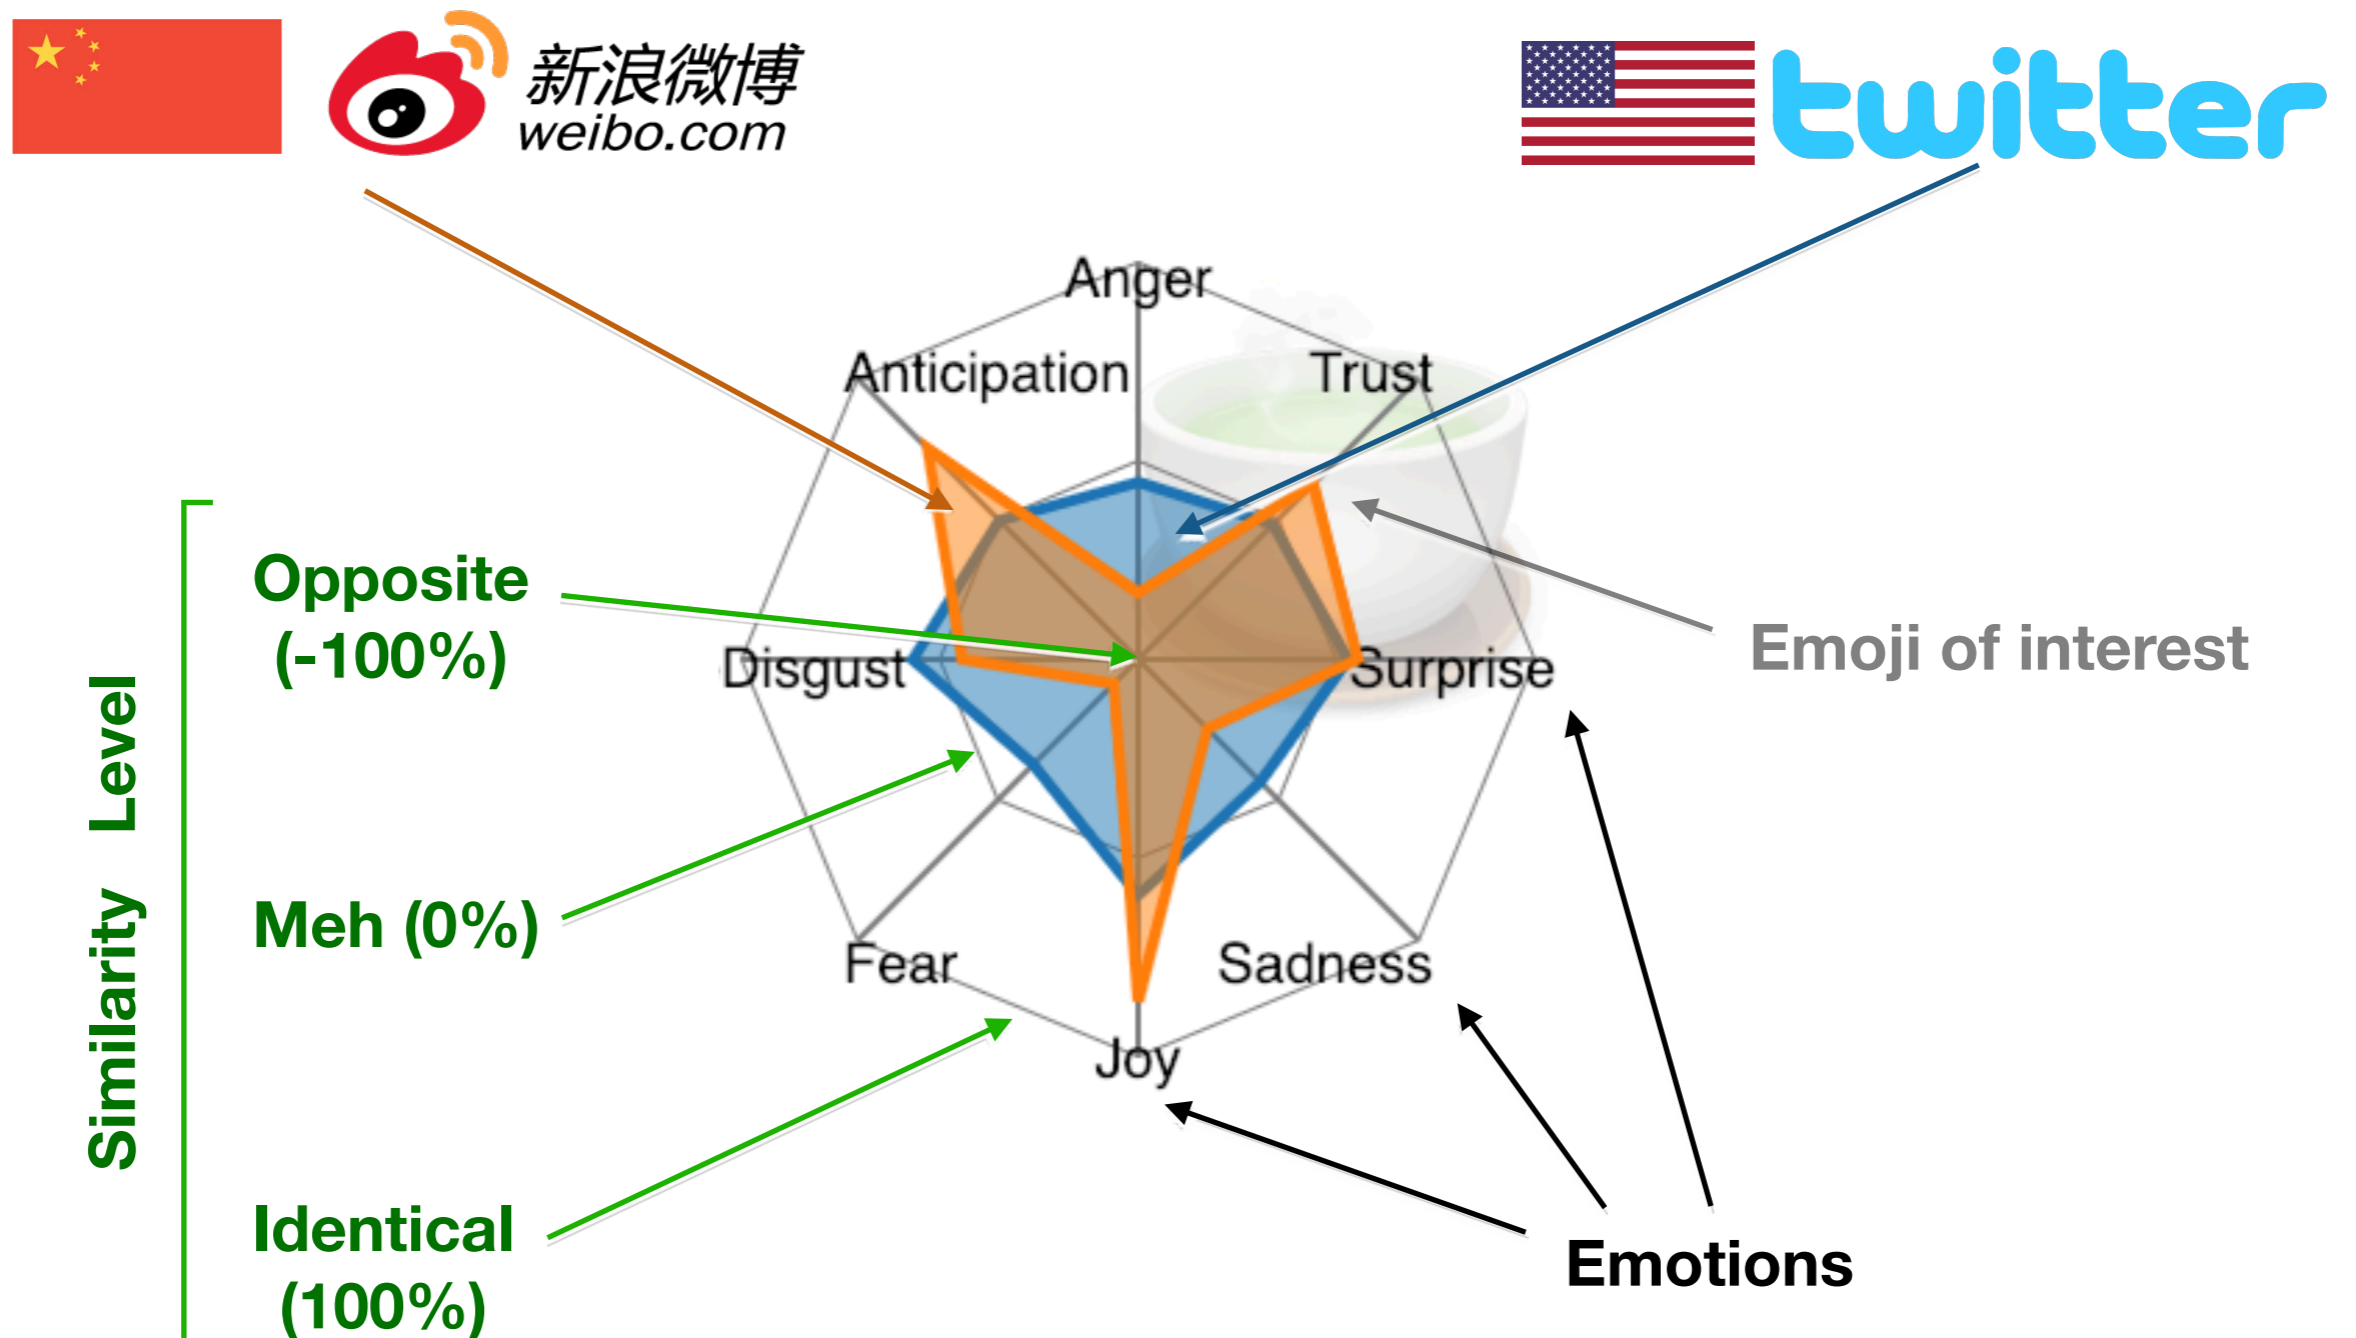 新浪微博
weibo.com
twitter
Anger
Anticipation
Trust
Disgust
Surprise
Fear
Sadness
Joy
Similarity Level
Opposite
(-100%)
Meh (0%)
Identical
(100%)
Emoji of interest
Emotions